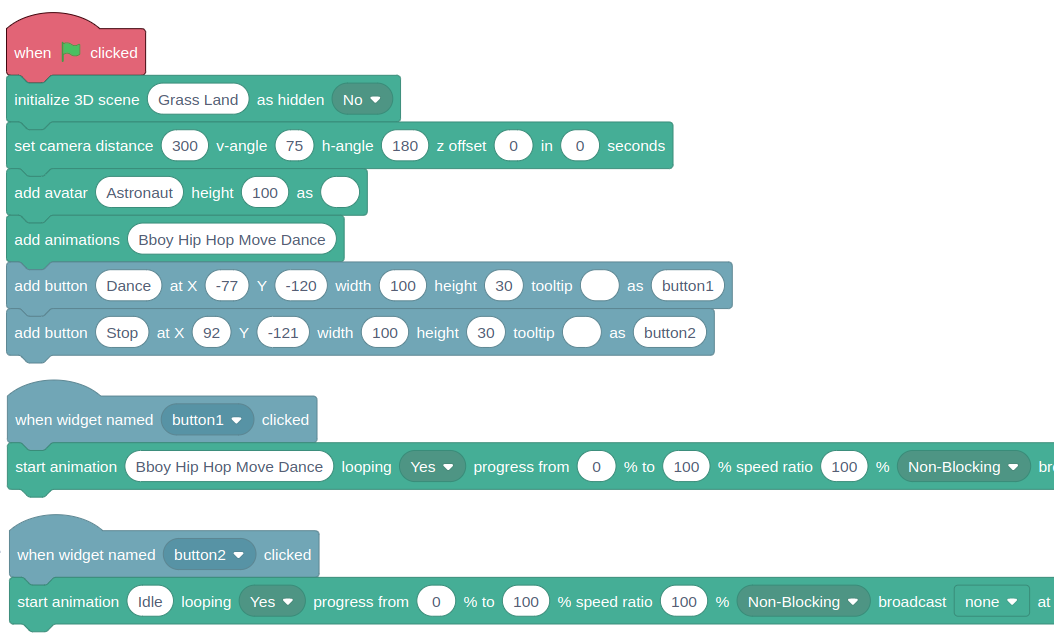 when clicked
initialize 3D scene Grass Land as hidden No
set camera distance 300 v-angle 75 h-angle 180 z offset 0 in 0 seconds
add avatar Astronaut height 100 as
add animations Bboy Hip Hop Move Dance
add button Dance at X -77 Y -120 width 100 height 30 tooltip as button1
add button Stop at X 92 Y -121 width 100 height 30 tooltip as button2
when widget named button1 clicked
start animation Bboy Hip Hop Move Dance looping Yes progress from 0 % to 100 % speed ratio 100 % Non-Blocking
when widget named button2 clicked
start animation Idle looping Yes progress from 0 % to 100 % speed ratio 100 % Non-Blocking broadcast none at